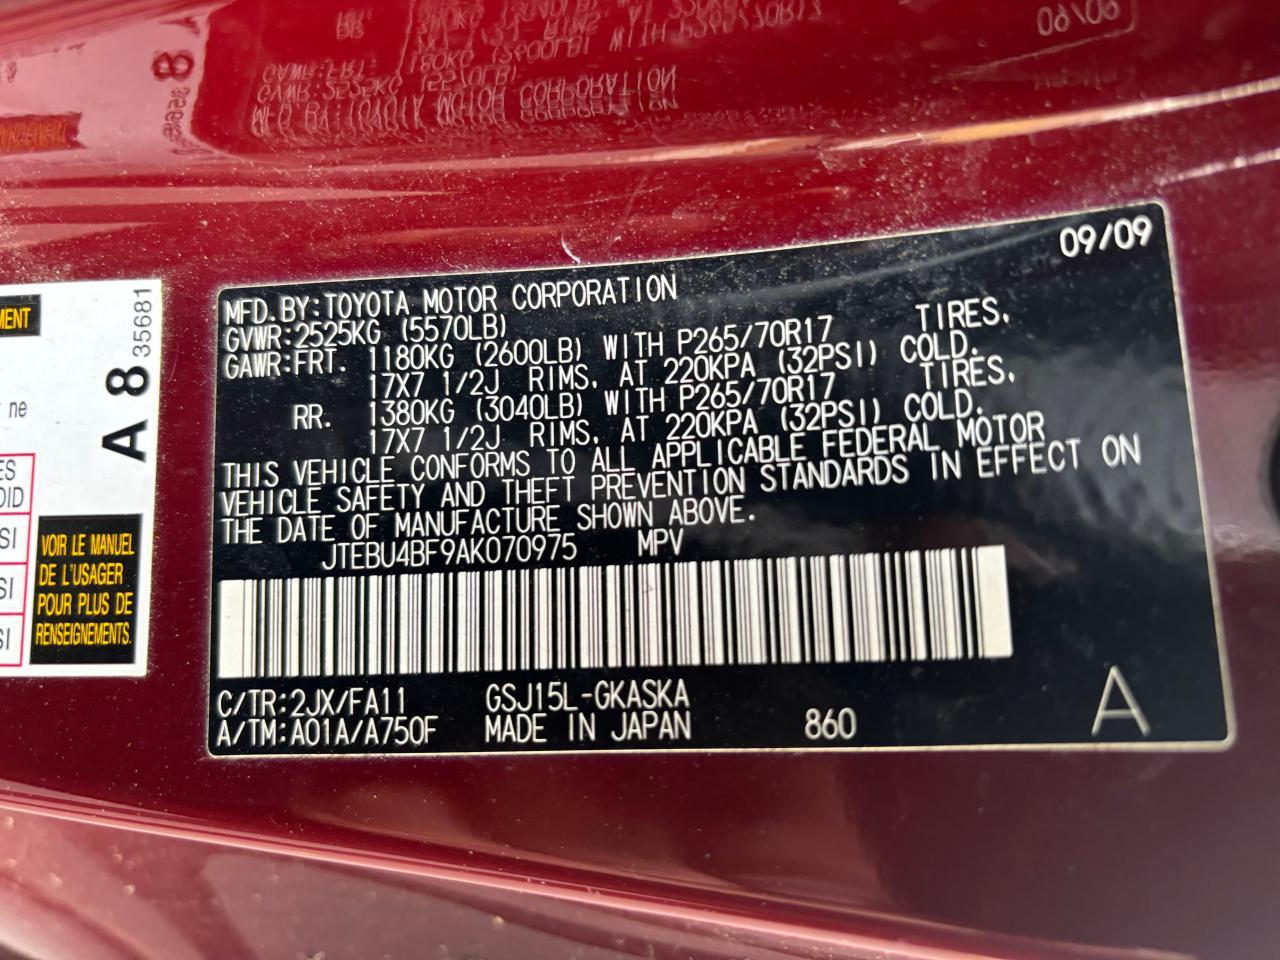 MFD. BY: TOYOTA MOTOR CORPORATION 09/09
GVWR: 2525KG (5570LB)
GAWR: FRT. 1180KG (2600LB) WITH P265/70R17 TIRES,
17X7 1/2J RIMS, AT 220KPA (32PSI) COLD.
RR. 1380KG (3040LB) WITH P265/70R17 TIRES,
17X7 1/2J RIMS, AT 220KPA (32PSI) COLD.
THIS VEHICLE CONFORMS TO ALL APPLICABLE FEDERAL MOTOR
VEHICLE SAFETY AND THEFT PREVENTION STANDARDS IN EFFECT ON
THE DATE OF MANUFACTURE SHOWN ABOVE.
JTEBU4BF9AK070975 MPV
C/TR: 2JX/FA11 GSJ15L-GKASKA
A/TM: A01A/A750F MADE IN JAPAN 860 A
A 8 35681
ne
VOIR LE MANUEL
DE L'USAGER
POUR PLUS DE
RENSEIGNEMENTS.